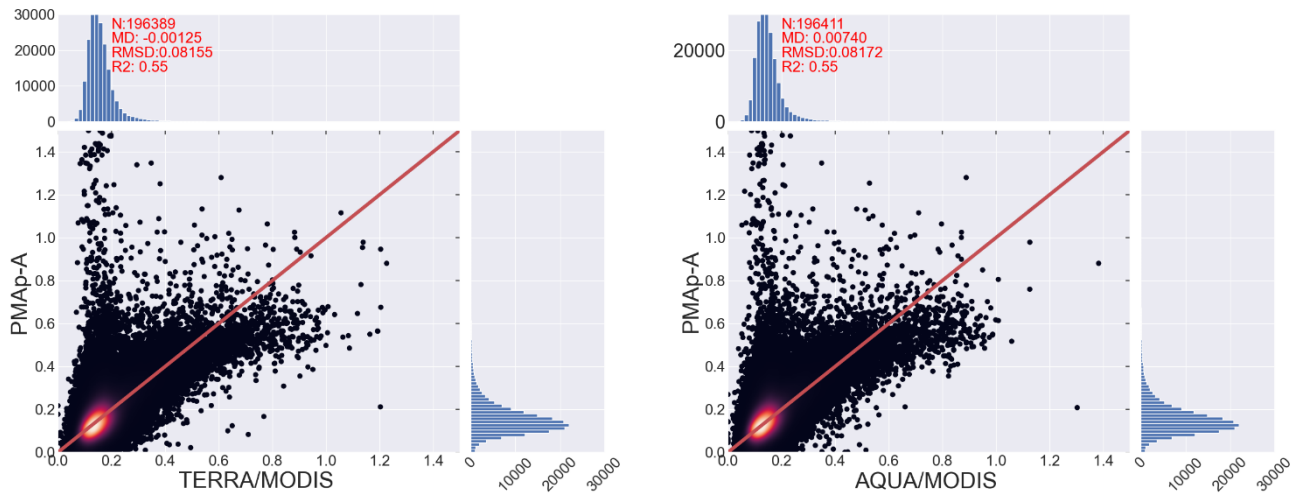 30000
20000
10000
0
N:196389
MD: -0.00125
RMSD:0.08155
R2: 0.55
1.4
1.2
1.0
0.8
0.6
0.4
0.2
0.0
PMAp-A
0.0 0.2 0.4 0.6 0.8 1.0 1.2 1.4
TERRA/MODIS
0 10000 20000 30000
20000
0
N:196411
MD: 0.00740
RMSD:0.08172
R2: 0.55
1.4
1.2
1.0
0.8
0.6
0.4
0.2
0.0
PMAp-A
0.0 0.2 0.4 0.6 0.8 1.0 1.2 1.4
AQUA/MODIS
0 10000 20000 30000